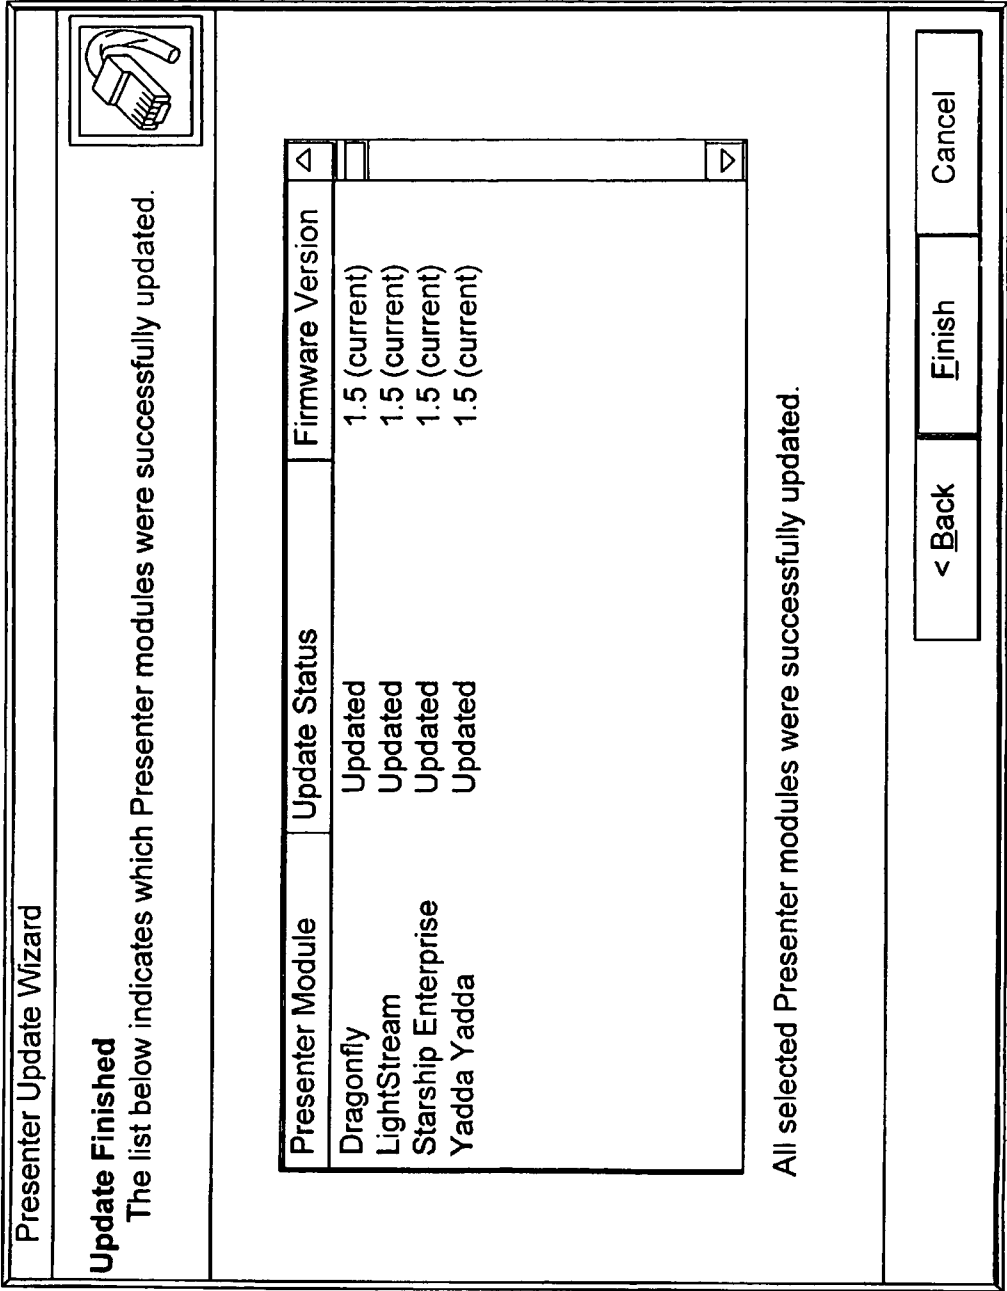 Presenter Update Wizard
Update Finished
The list below indicates which Presenter modules were successfully updated.
Presenter Module Update Status Firmware Version
Dragonfly Updated 1.5 (current)
LightStream Updated 1.5 (current)
Starship Enterprise Updated 1.5 (current)
Yadda Yadda Updated 1.5 (current)
All selected Presenter modules were successfully updated.
< Back Finish Cancel